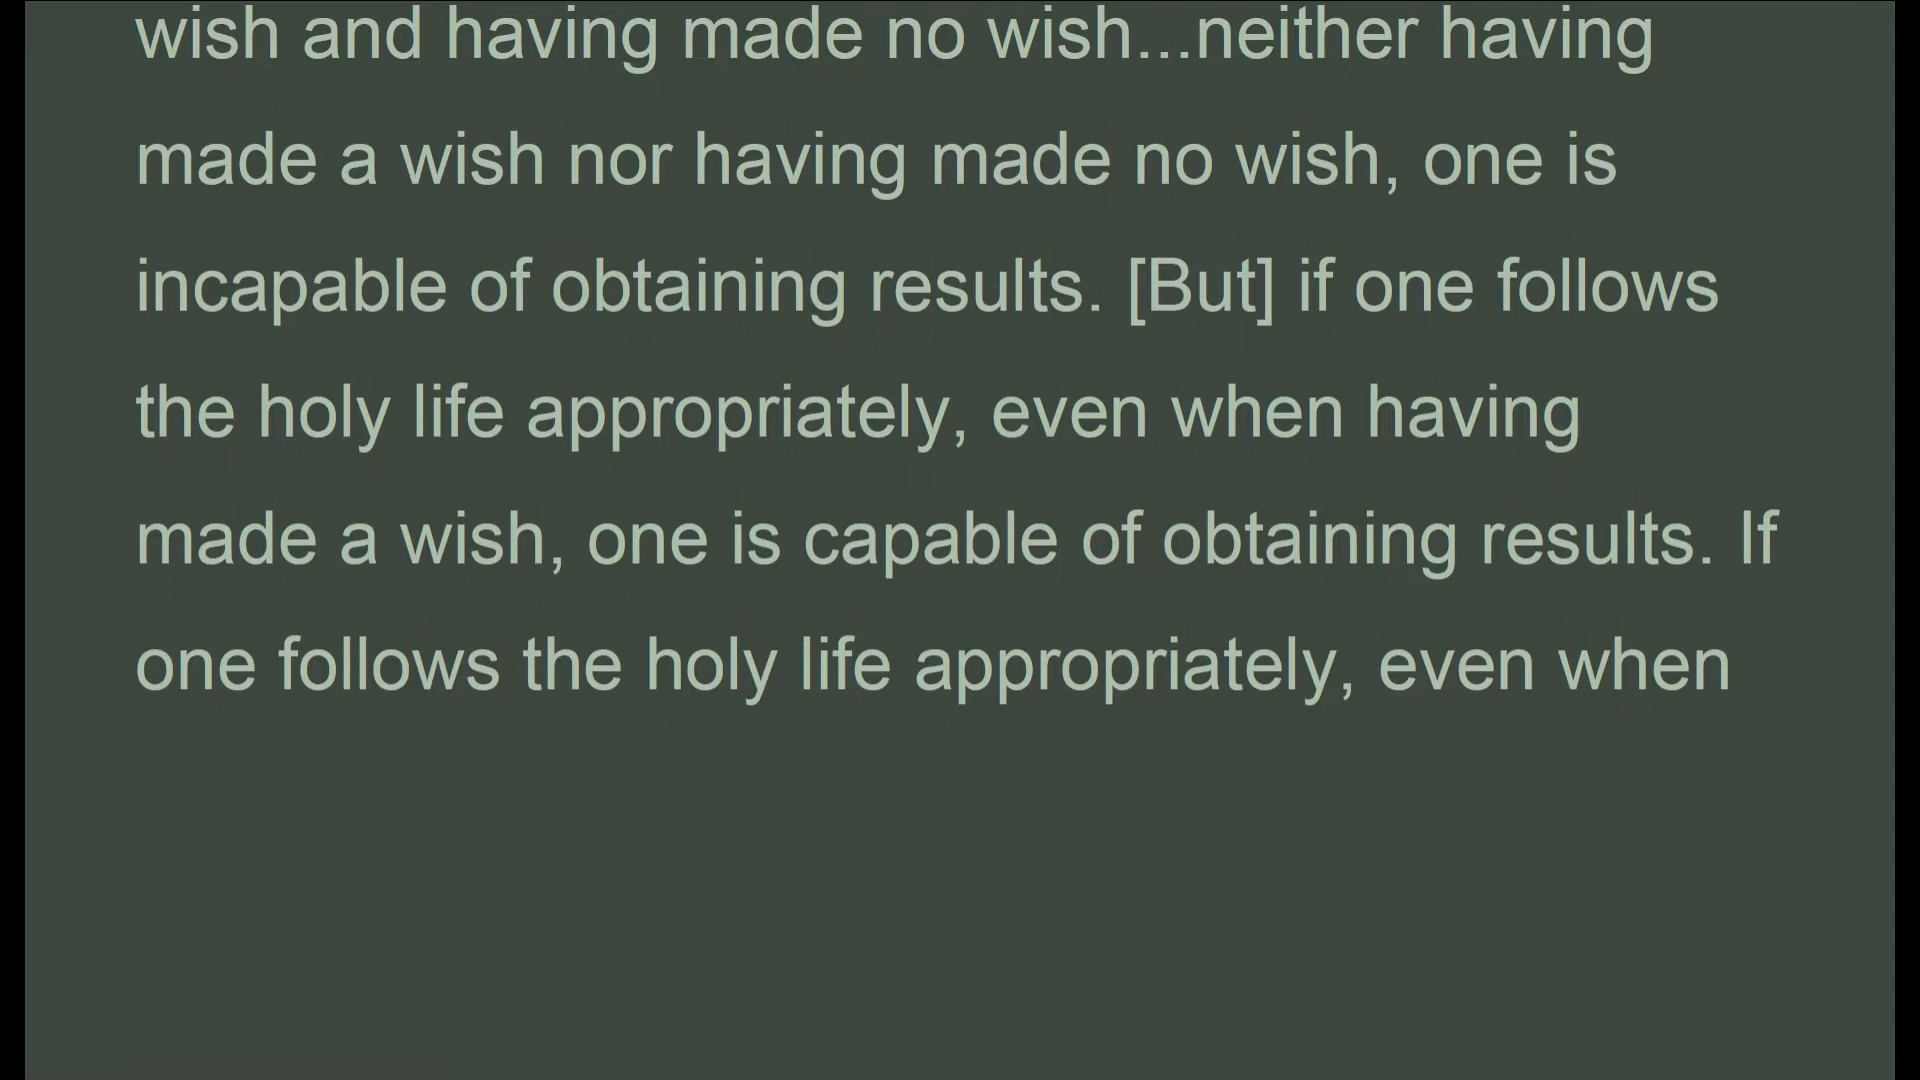 wish and having made no wish...neither having
made a wish nor having made no wish, one is
incapable of obtaining results. [But] if one follows
the holy life appropriately, even when having
made a wish, one is capable of obtaining results. If
one follows the holy life appropriately, even when